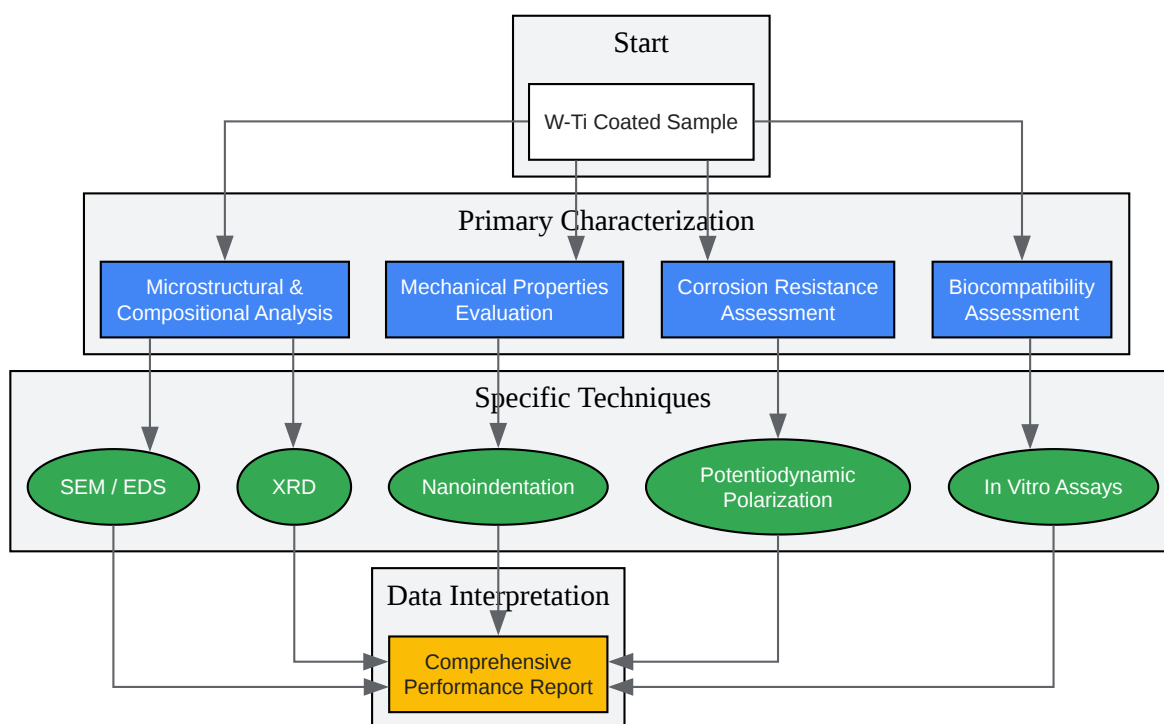 Start
W-Ti Coated Sample
Primary Characterization
Microstructural &
Compositional Analysis
Mechanical Properties
Evaluation
Corrosion Resistance
Assessment
Biocompatibility
Assessment
Specific Techniques
SEM / EDS
XRD
Nanoindentation
Potentiodynamic
Polarization
In Vitro Assays
Data Interpretation
Comprehensive
Performance Report